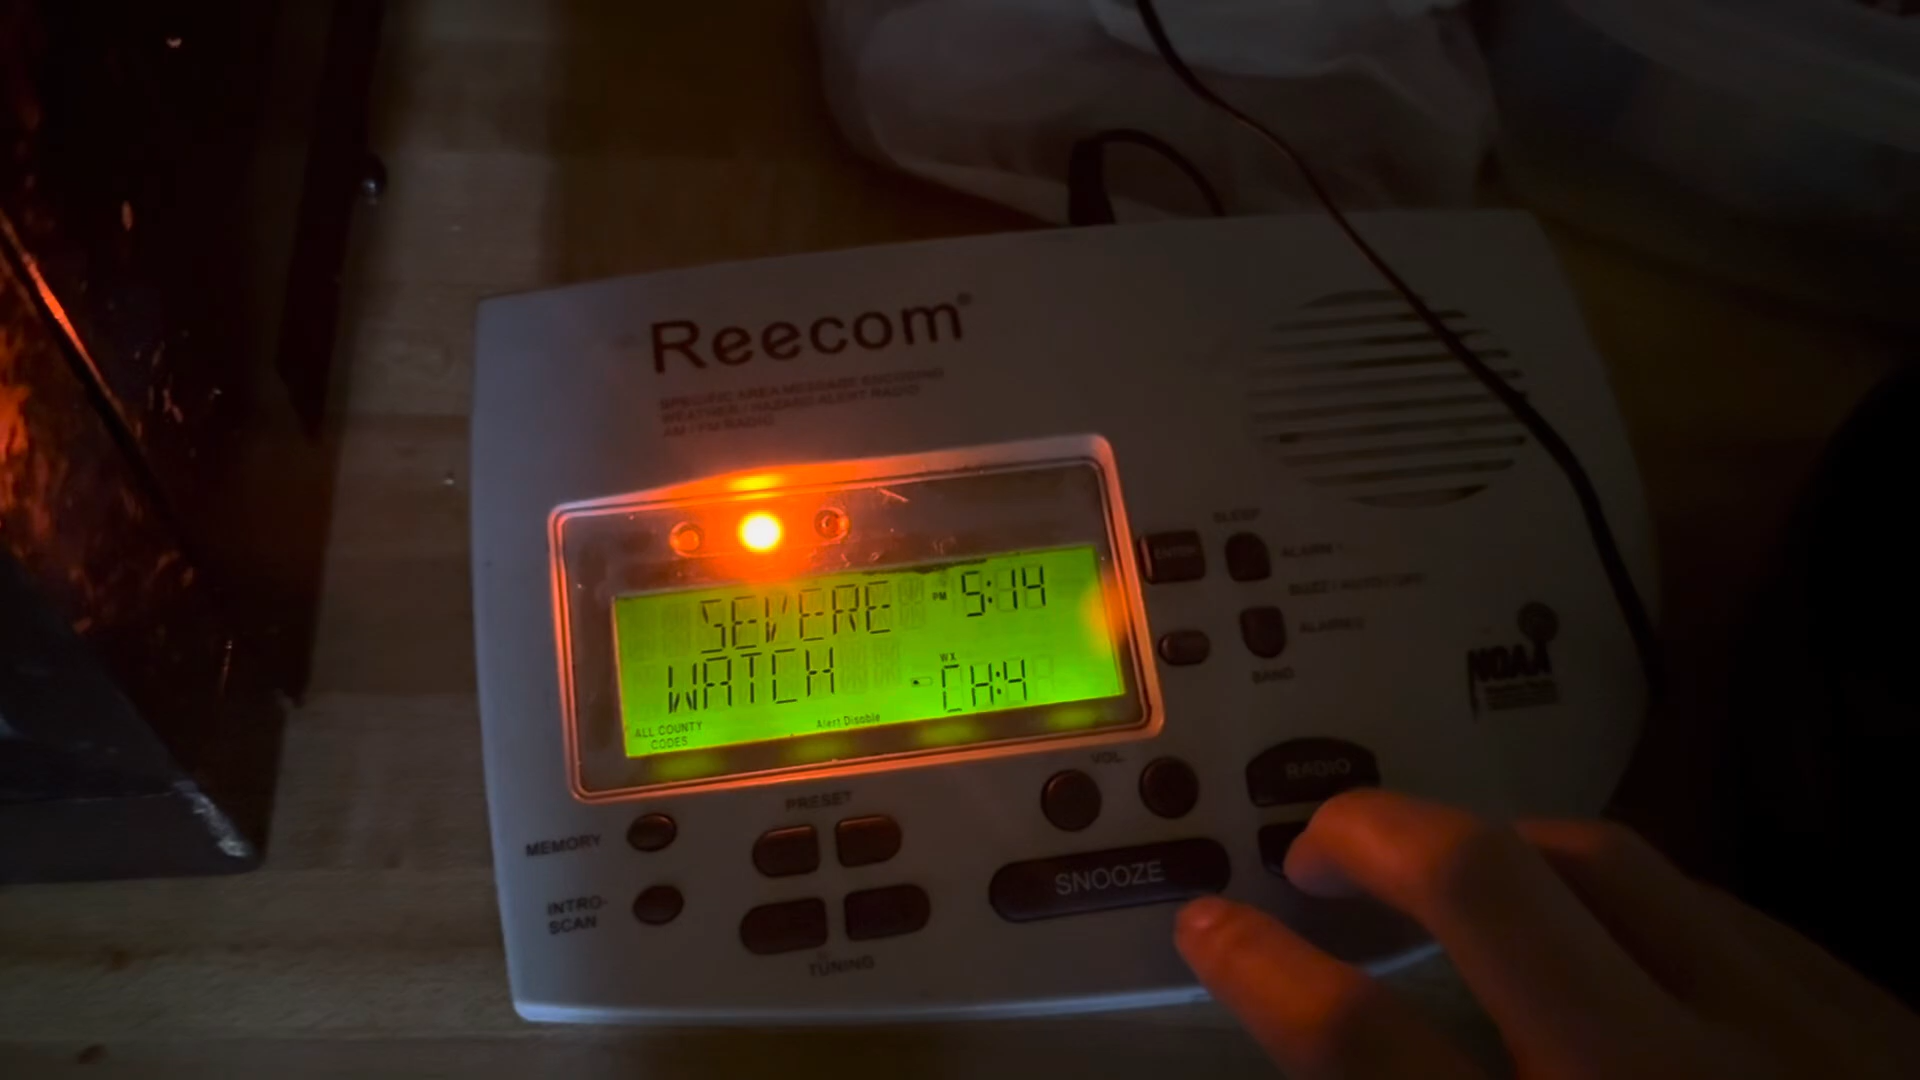 Reecom®
SPECIFIC AREA MESSAGE ENCODING
WEATHER / HAZARD ALERT RADIO
AM / FM RADIO
SEVERE PM 5:14
WATCH WX CH:4
ALL COUNTY
CODES
Alert Disable
SLEEP
ENTER
ALARM
BUZZ / AUTO / OFF
ALARM
BAND
NOAA
VOL
RADIO
PRESET
MEMORY
SNOOZE
INTRO-
SCAN
TUNING